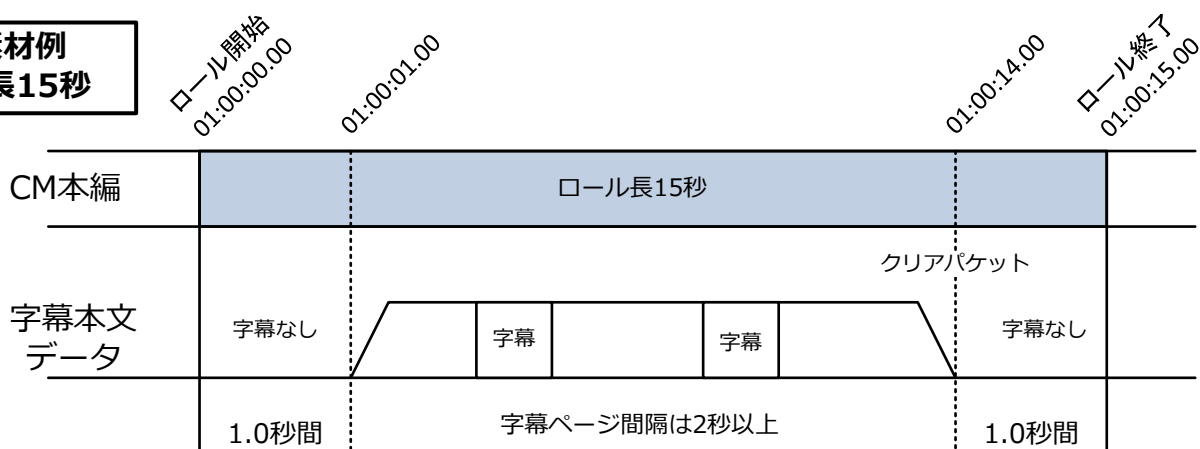 材例
長15秒
ロール開始
01:00:00.00
01:00:01.00
01:00:14.00
ロール終了
01:00:15.00
CM本編
ロール長15秒
クリアパケット
字幕本文
データ
字幕なし
字幕
字幕
字幕なし
1.0秒間
字幕ページ間隔は2秒以上
1.0秒間